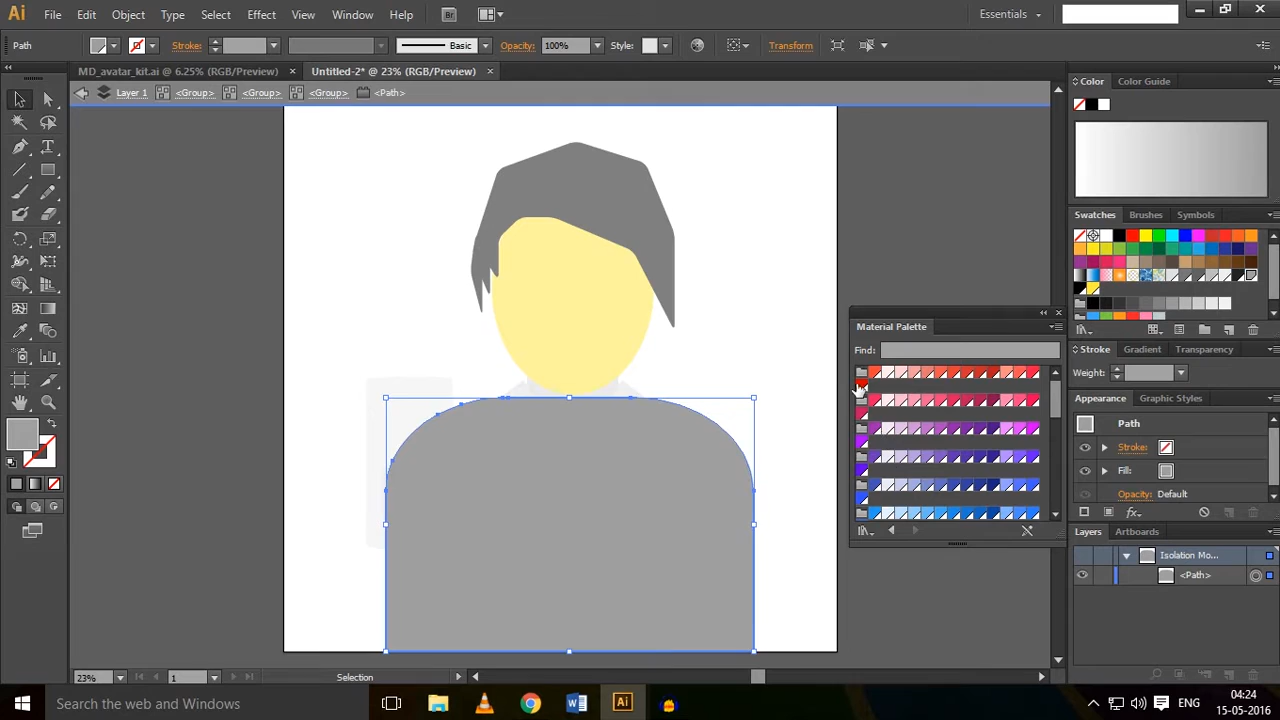 Ai File Edit Object Type Select Effect View Window Help Br Essentials
Path Stroke: Basic Opacity: 100% Style: Transform
MD_avatar_kit.ai @ 6.25% (RGB/Preview) × Untitled-2* @ 23% (RGB/Preview) ×
Layer 1 <Group> <Group> <Group> <Path>
Color Color Guide
Swatches Brushes Symbols
Material Palette
Find:
Stroke Gradient Transparency
Weight:
Appearance Graphic Styles
Path
Stroke:
Fill:
Opacity: Default
fx
Layers Artboards
Isolation Mo...
<Path>
23% 1 Selection
Search the web and Windows ENG 04:24
15-05-2016